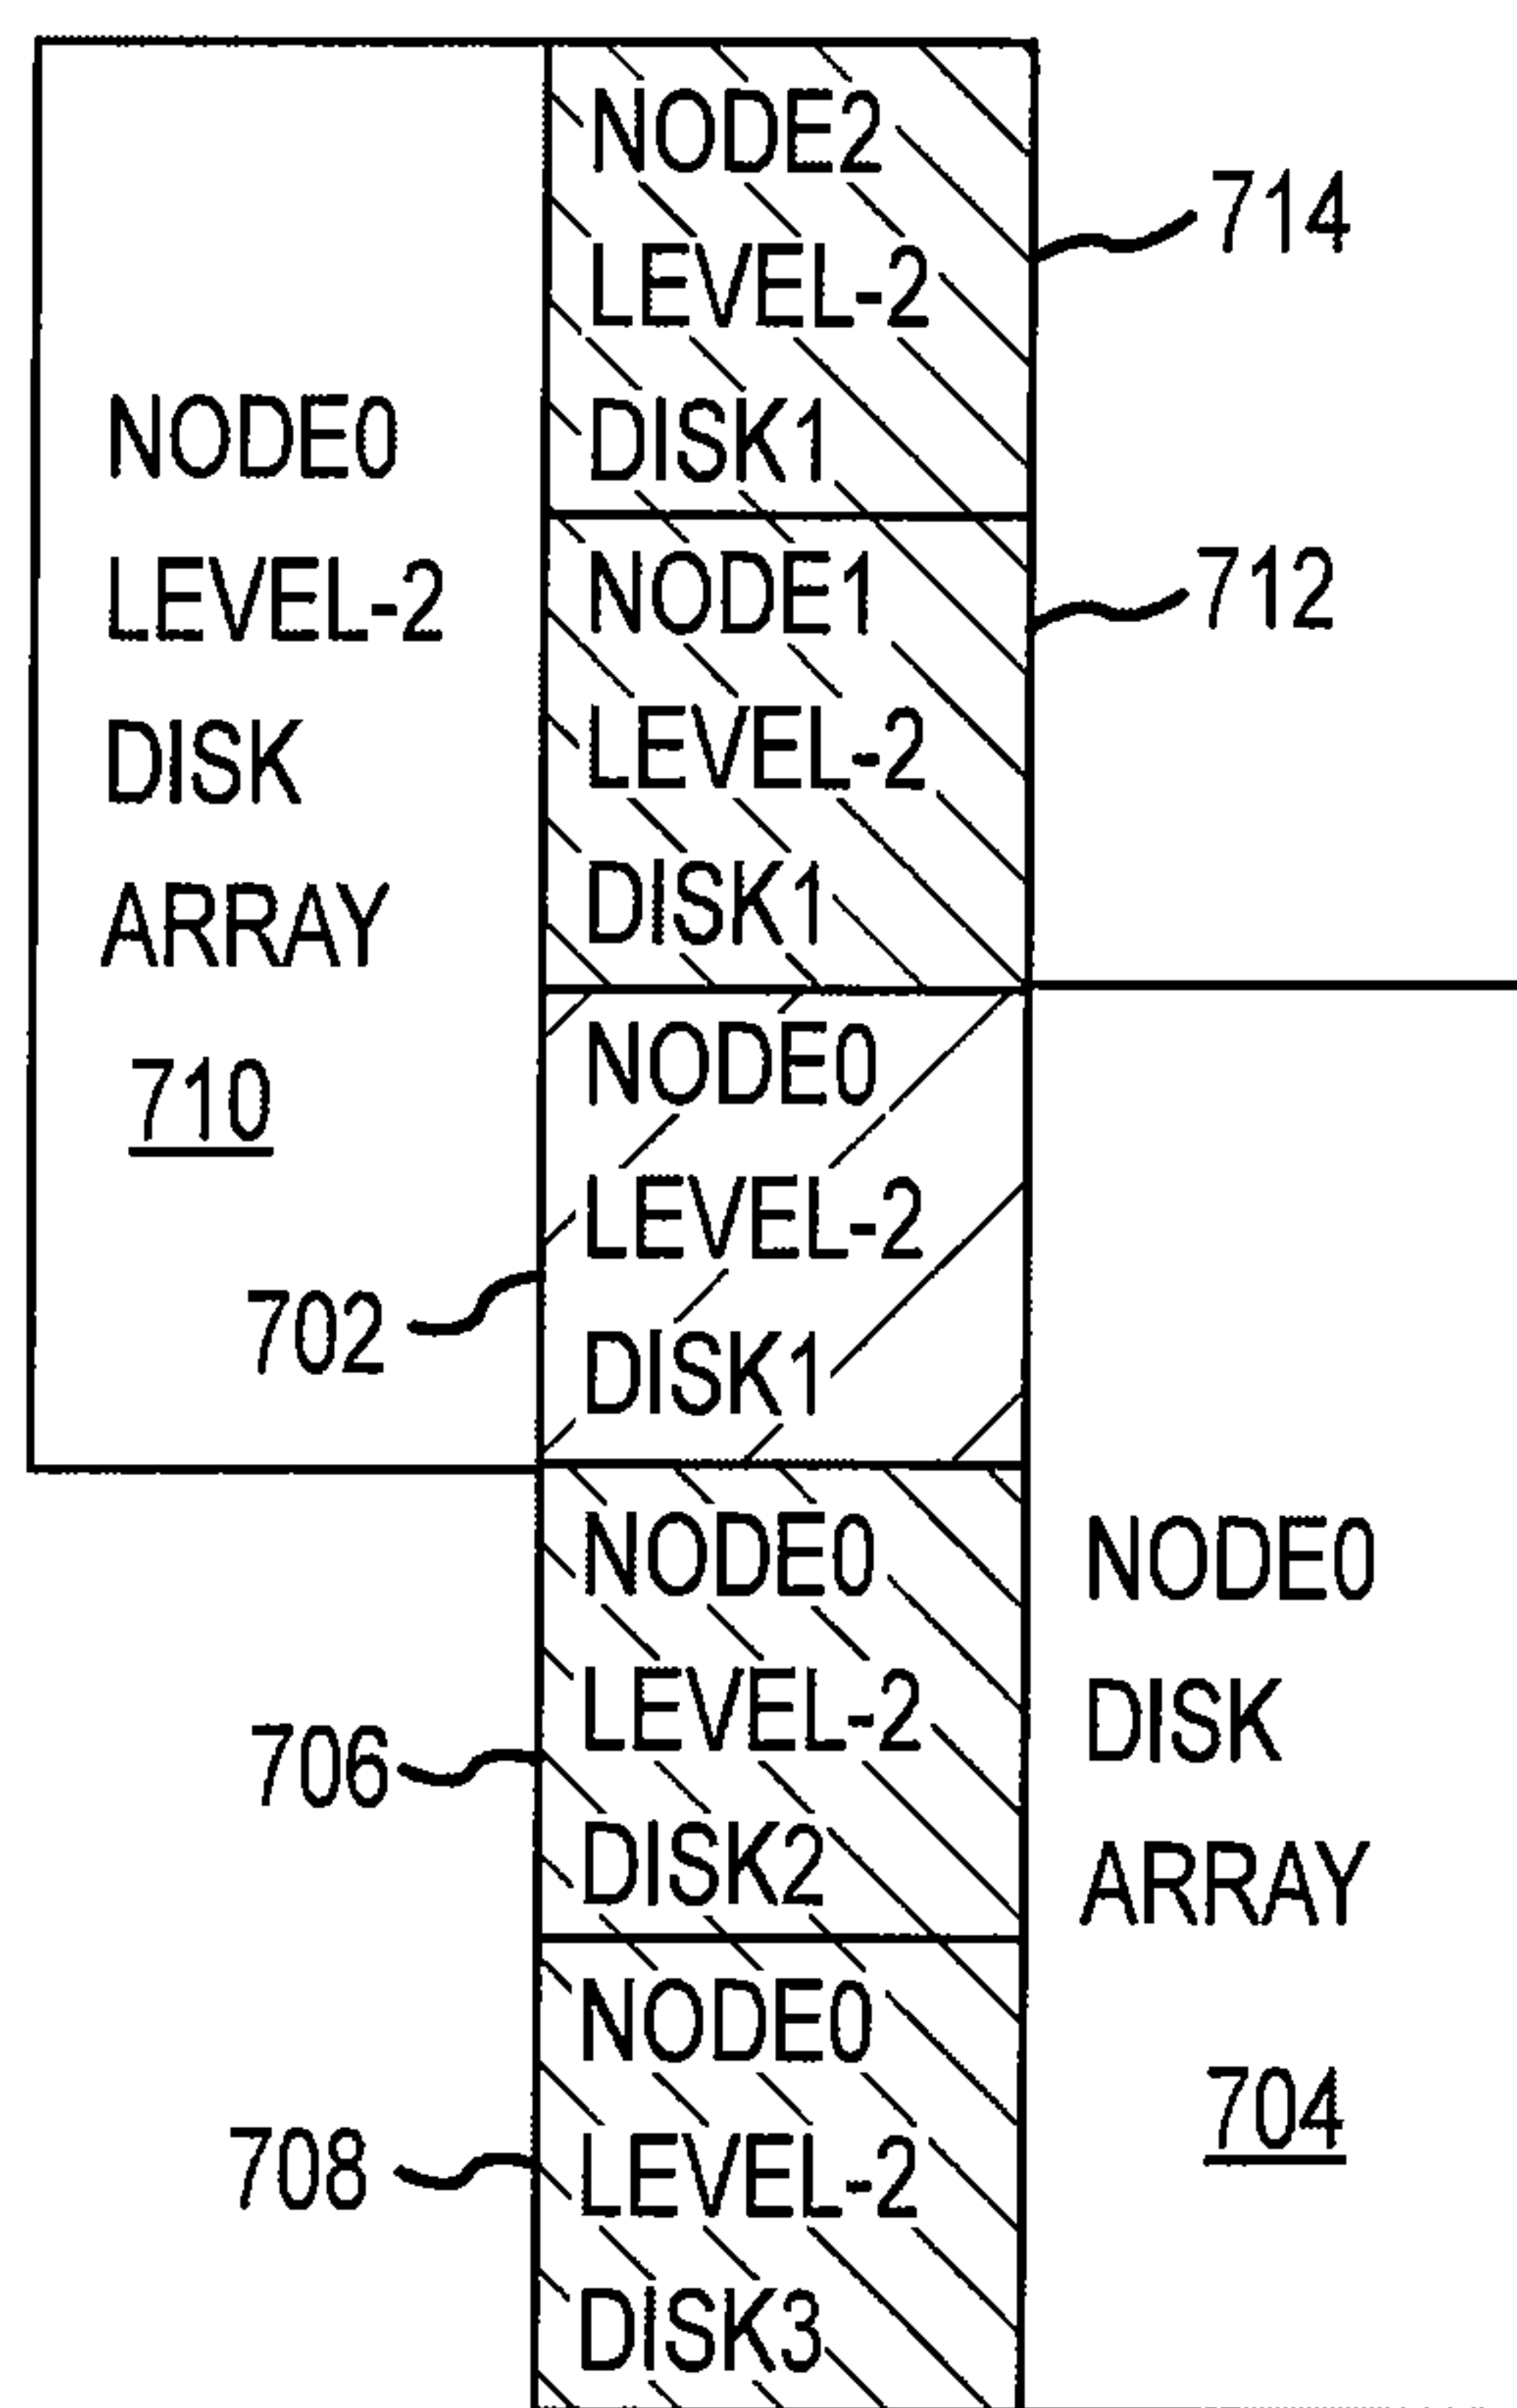 NODE2
LEVEL-2
DISK1
714
NODE0
LEVEL-2
DISK
ARRAY
710
NODE1
LEVEL-2
DISK1
712
NODE0
LEVEL-2
DISK1
702
NODE0
LEVEL-2
DISK2
706
NODE0
DISK
ARRAY
704
NODE0
LEVEL-2
DISK3
708